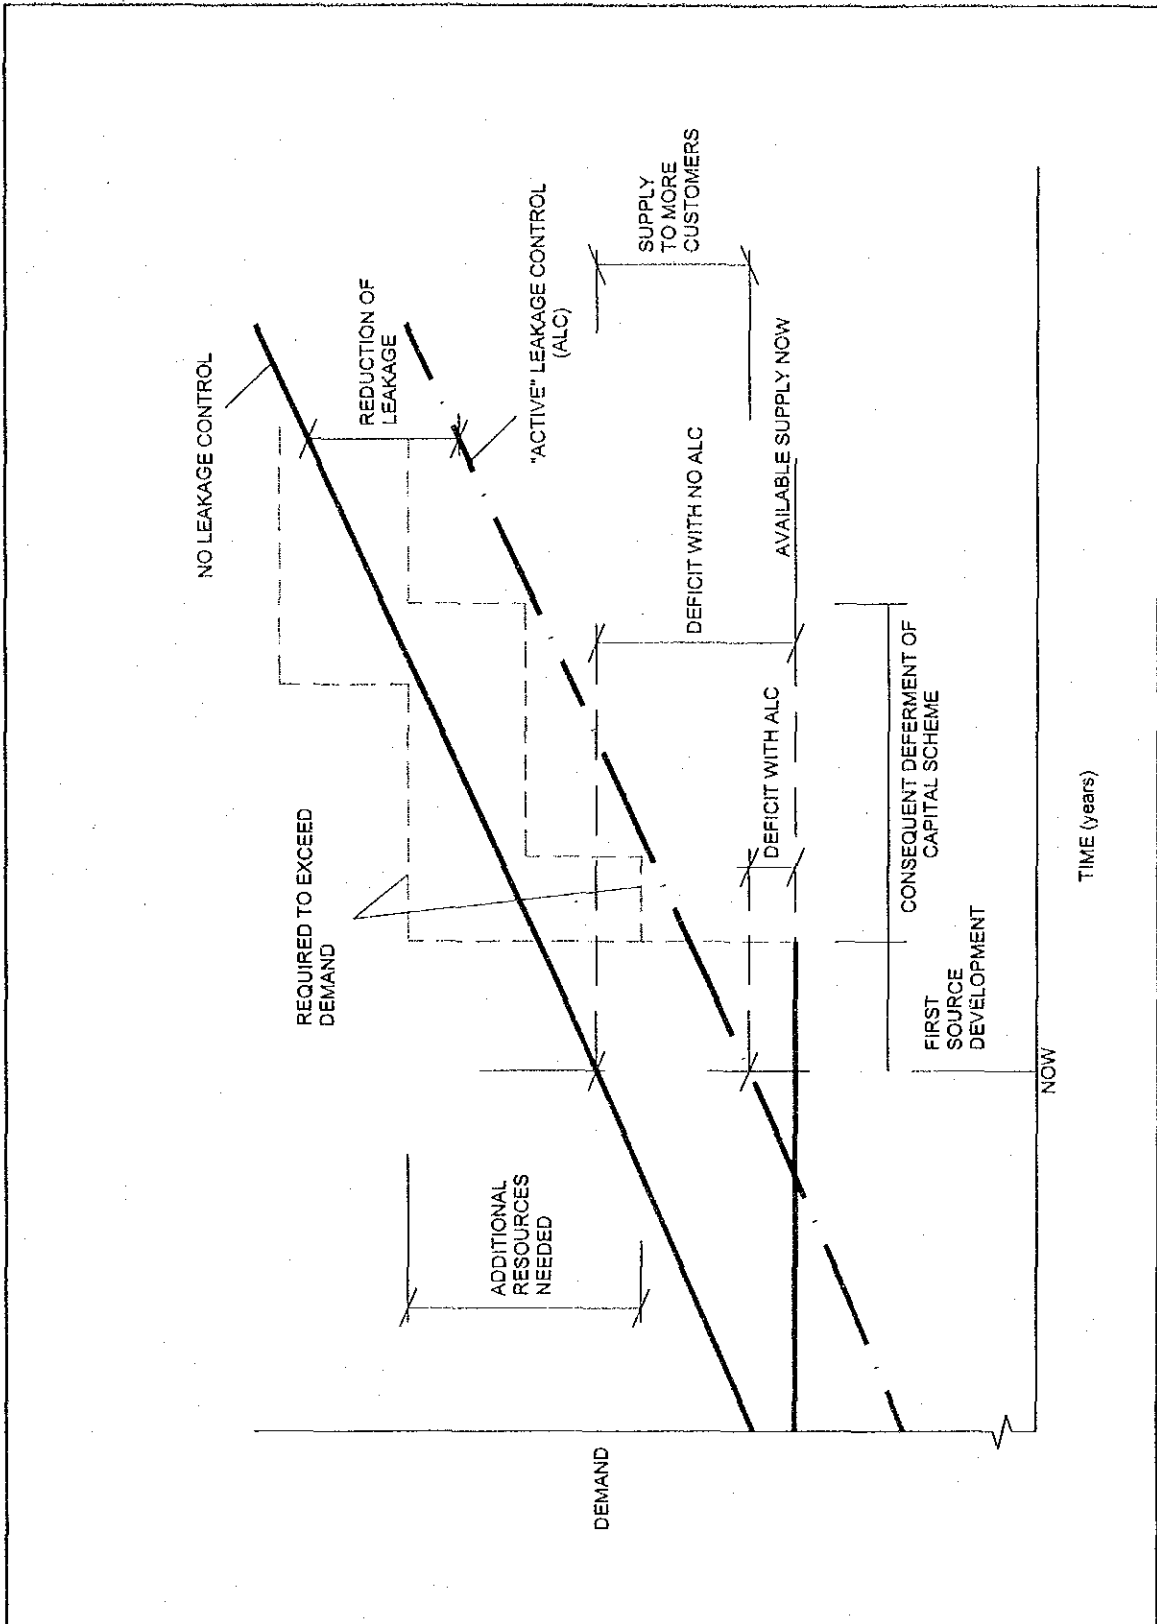 NO LEAKAGE CONTROL
REDUCTION OF
LEAKAGE
"ACTIVE" LEAKAGE CONTROL
(ALC)
SUPPLY
TO MORE
CUSTOMERS
REQUIRED TO EXCEED
DEMAND
DEFICIT WITH NO ALC
AVAILABLE SUPPLY NOW
DEFICIT WITH ALC
ADDITIONAL
RESOURCES
NEEDED
CONSEQUENT DEFERMENT OF
CAPITAL SCHEME
FIRST
SOURCE
DEVELOPMENT
DEMAND
NOW
TIME (years)